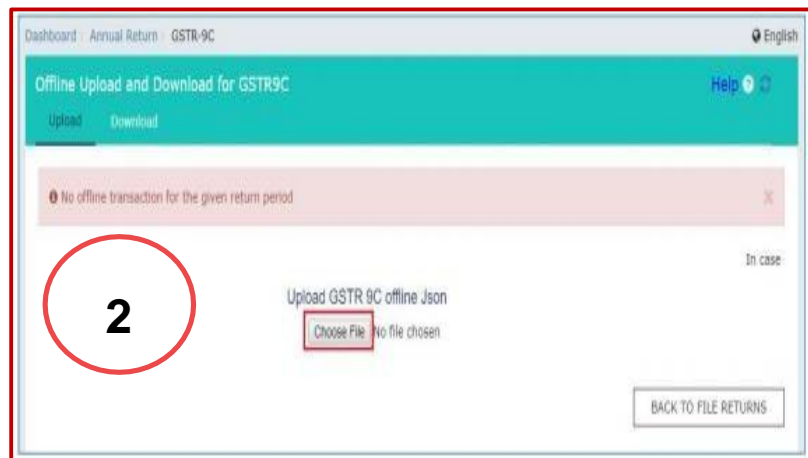 Dashboard Annual Return GSTR-9C English
Offline Upload and Download for GSTR9C Help
Upload Download
No offline transaction for the given return period
In case
2
Upload GSTR 9C offline Json
Choose File No file chosen
BACK TO FILE RETURNS